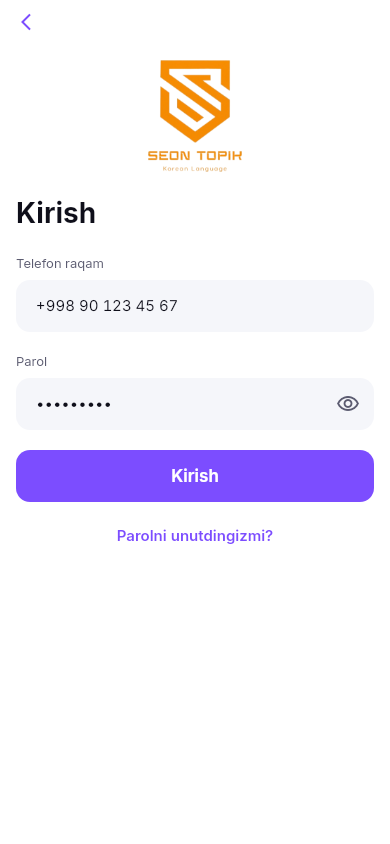 SEON TOPIK
Korean Language
Kirish
Telefon raqam
+998 90 123 45 67
Parol
•••••••••
Kirish
Parolni unutdingizmi?